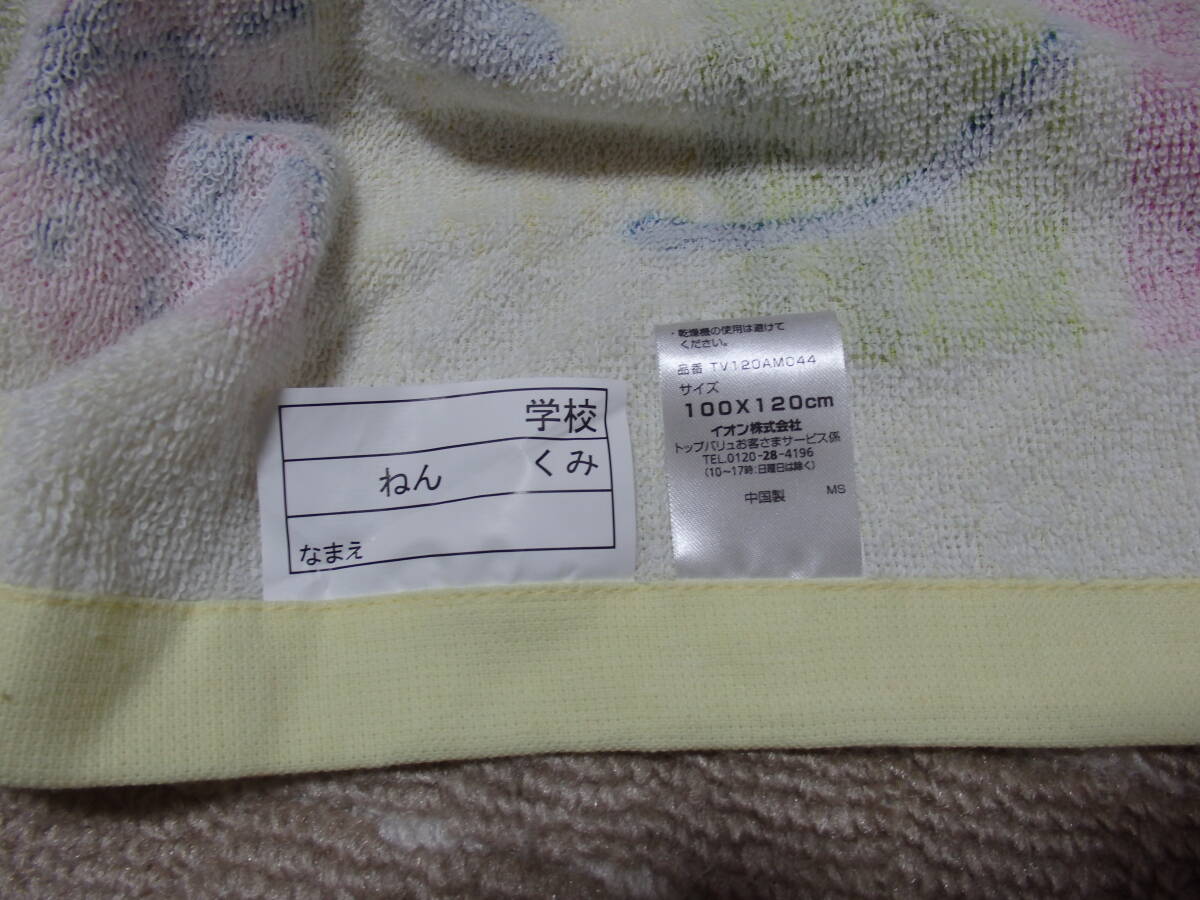 学校
ねん くみ
なまえ
・乾燥機の使用は避けて
ください。
品番 TV120AM044
サイズ
100X120cm
イオン株式会社
トップバリュお客さまサービス係
TEL.0120-28-4196
(10～17時:日曜日は除く)
中国製 MS